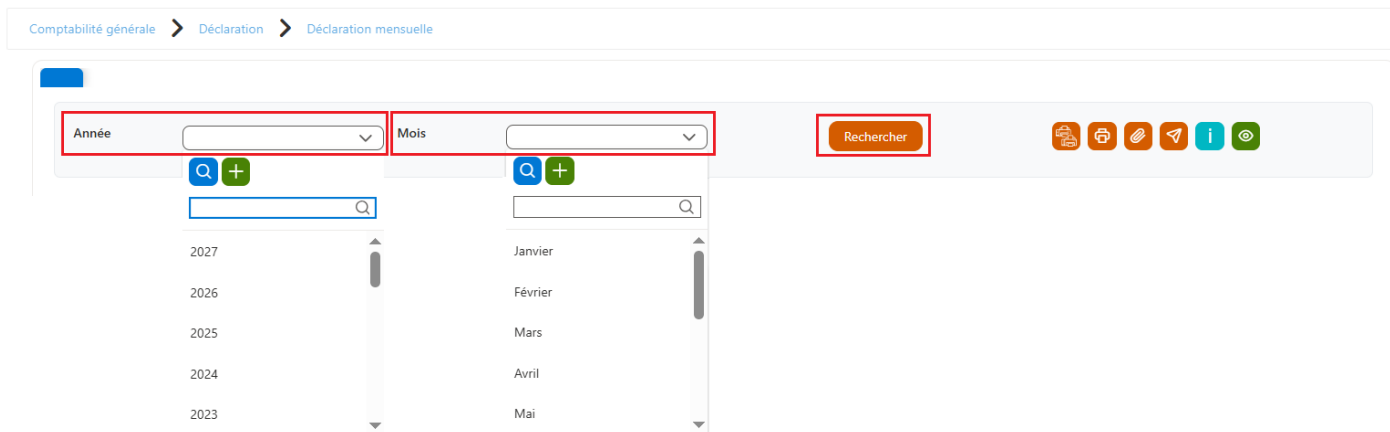 Comptabilité générale Déclaration Déclaration mensuelle
Année Mois Rechercher i
2027 Janvier
2026 Février
2025 Mars
2024 Avril
2023 Mai